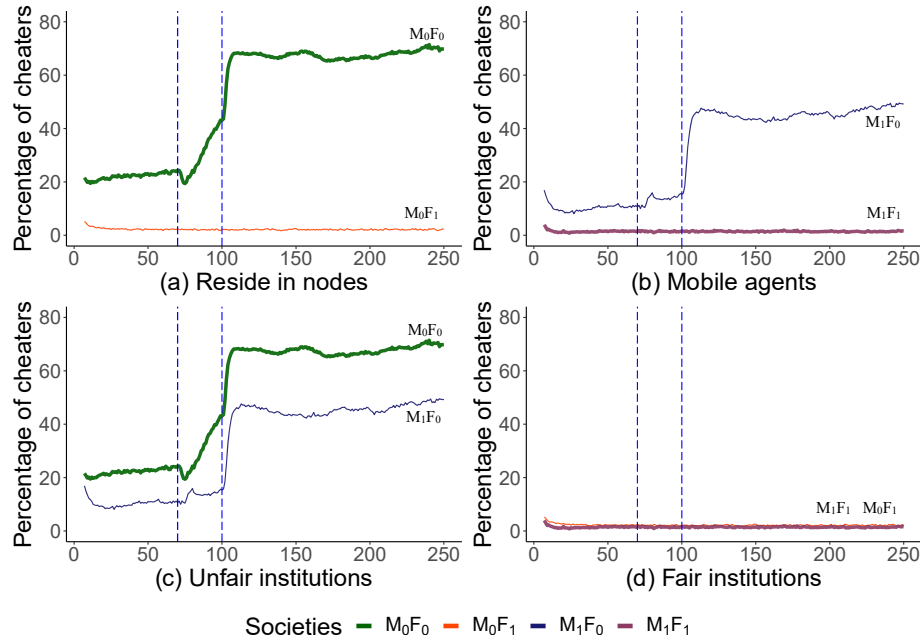 Percentage of cheaters
80
60
40
20
0
M₀F₀
M₀F₁
0 50 100 150 200 250
(a) Reside in nodes
Percentage of cheaters
80
60
40
20
0
M₁F₀
M₁F₁
0 50 100 150 200 250
(b) Mobile agents
Percentage of cheaters
80
60
40
20
0
M₀F₀
M₁F₀
0 50 100 150 200 250
(c) Unfair institutions
Percentage of cheaters
80
60
40
20
0
M₁F₁ M₀F₁
0 50 100 150 200 250
(d) Fair institutions
Societies M₀F₀ M₀F₁ M₁F₀ M₁F₁